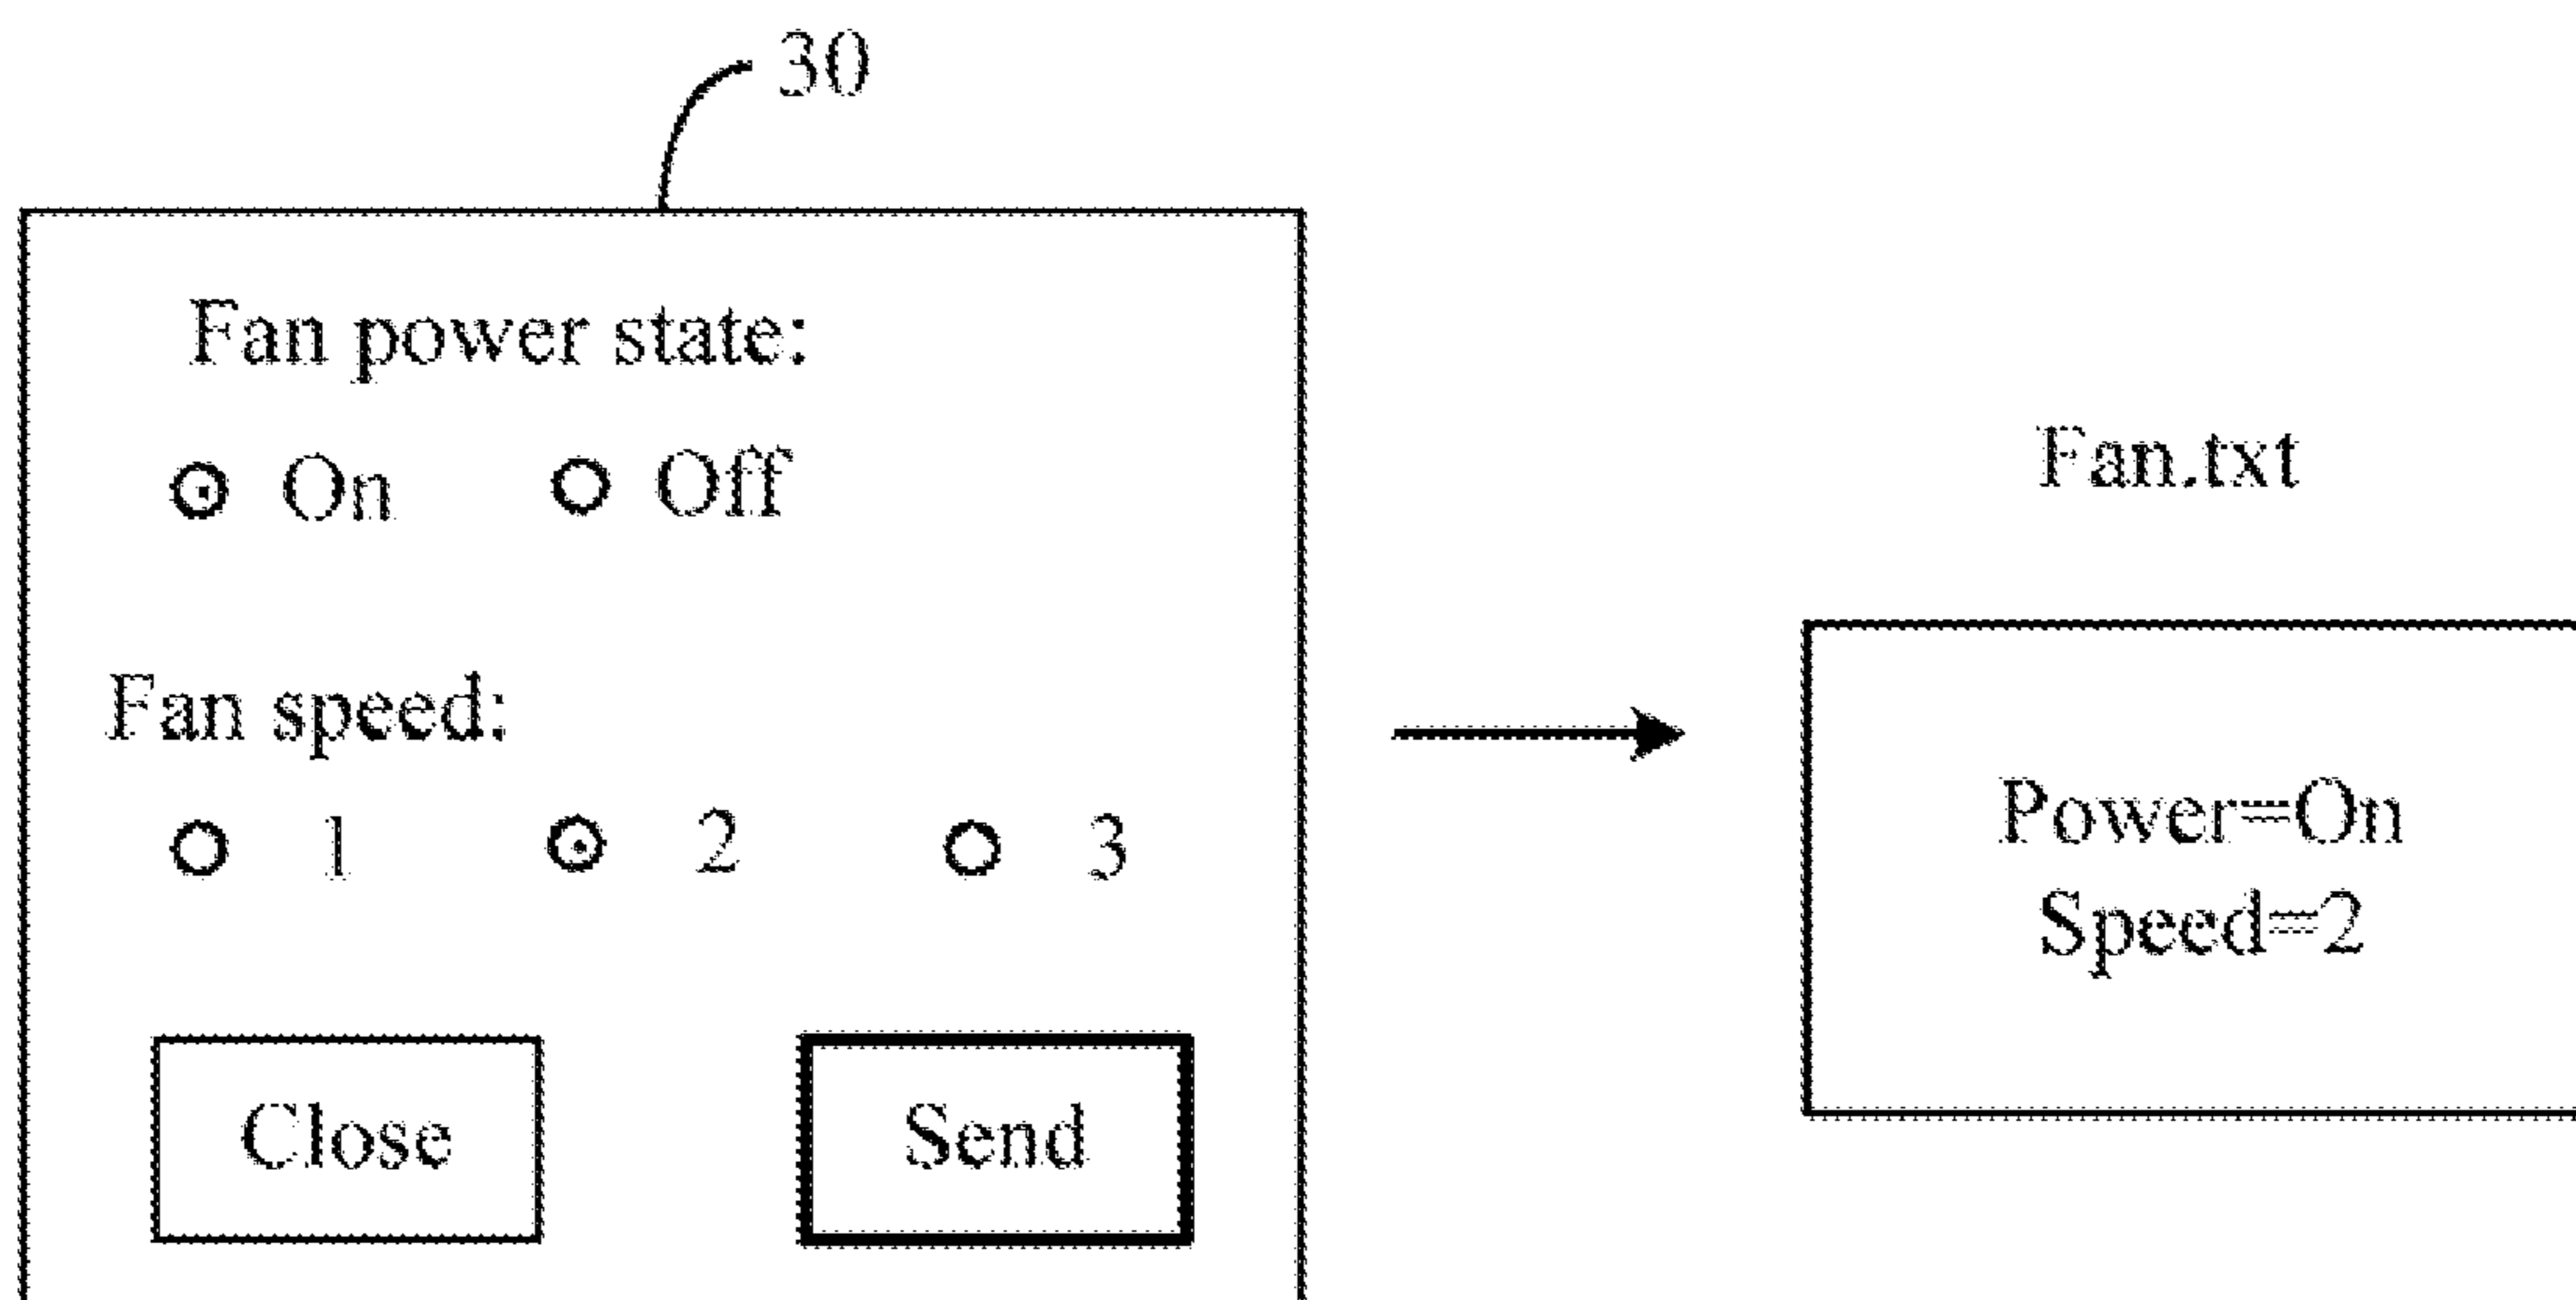 30
Fan power state:
On Off
Fan speed:
1 2 3
Close Send
Fan.txt
Power=On
Speed=2